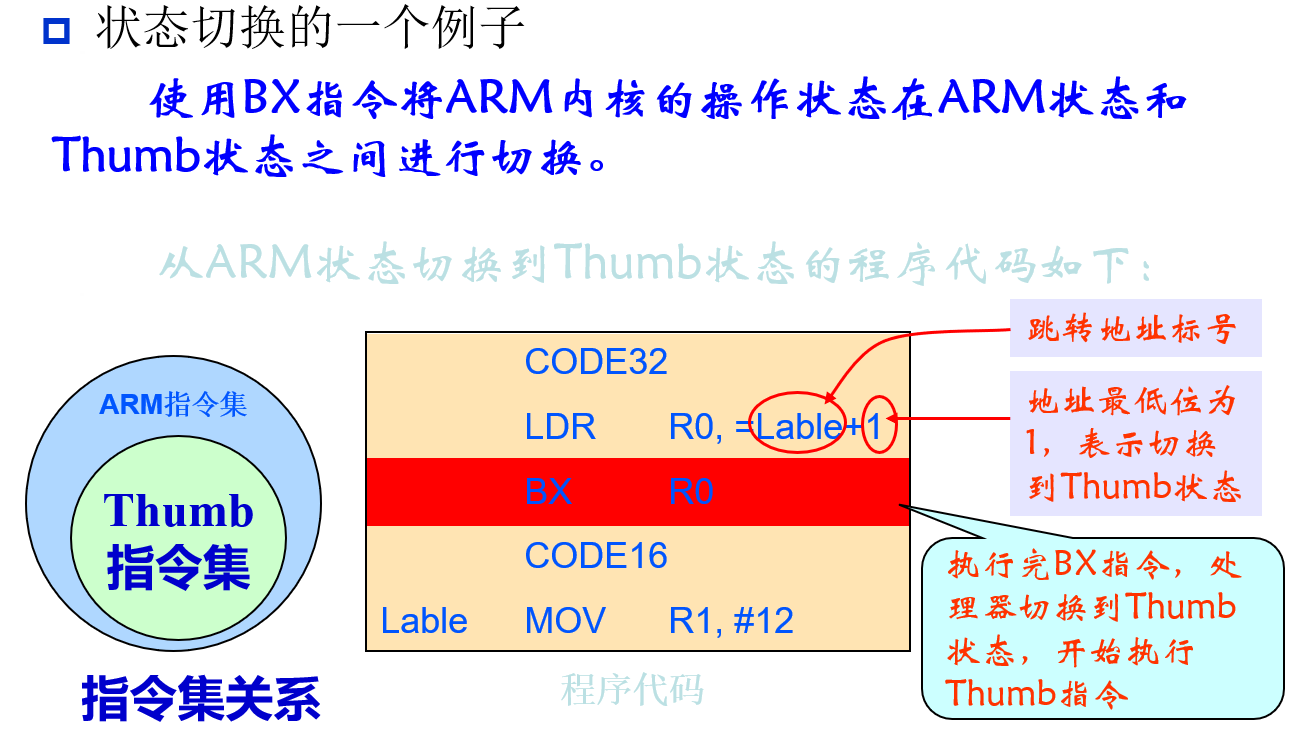 状态切换的一个例子
使用BX指令将ARM内核的操作状态在ARM状态和
Thumb状态之间进行切换。
从ARM状态切换到Thumb状态的程序代码如下：
跳转地址标号
CODE32
地址最低位为
1，表示切换
到Thumb状态
LDR R0, =Lable+1
BX R0
CODE16
Lable MOV R1, #12
执行完BX指令，处
理器切换到Thumb
状态，开始执行
Thumb指令
程序代码
ARM指令集
Thumb
指令集
指令集关系